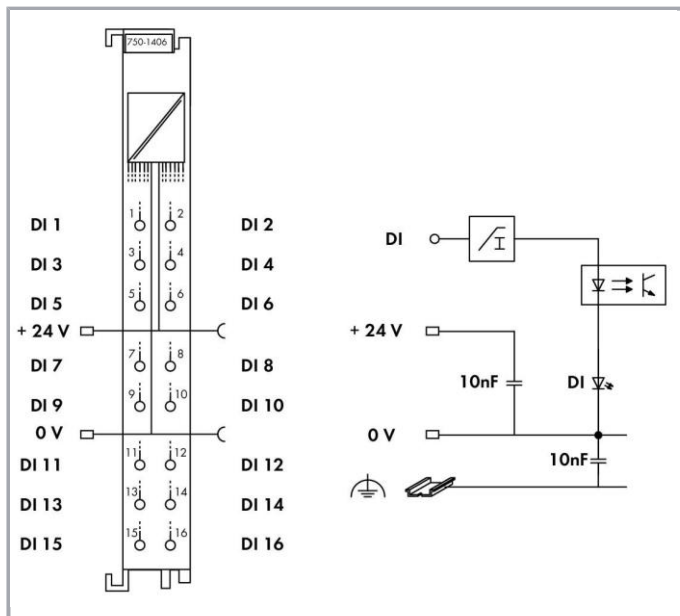 750-1406
1 2
DI 1 DI 2
3 4
DI 3 DI 4
5 6
DI 5 DI 6
+ 24 V
7 8
DI 7 DI 8
9 10
DI 9 DI 10
0 V
11 12
DI 11 DI 12
13 14
DI 13 DI 14
15 16
DI 15 DI 16
DI
I
+ 24 V
10nF
DI
0 V
10nF